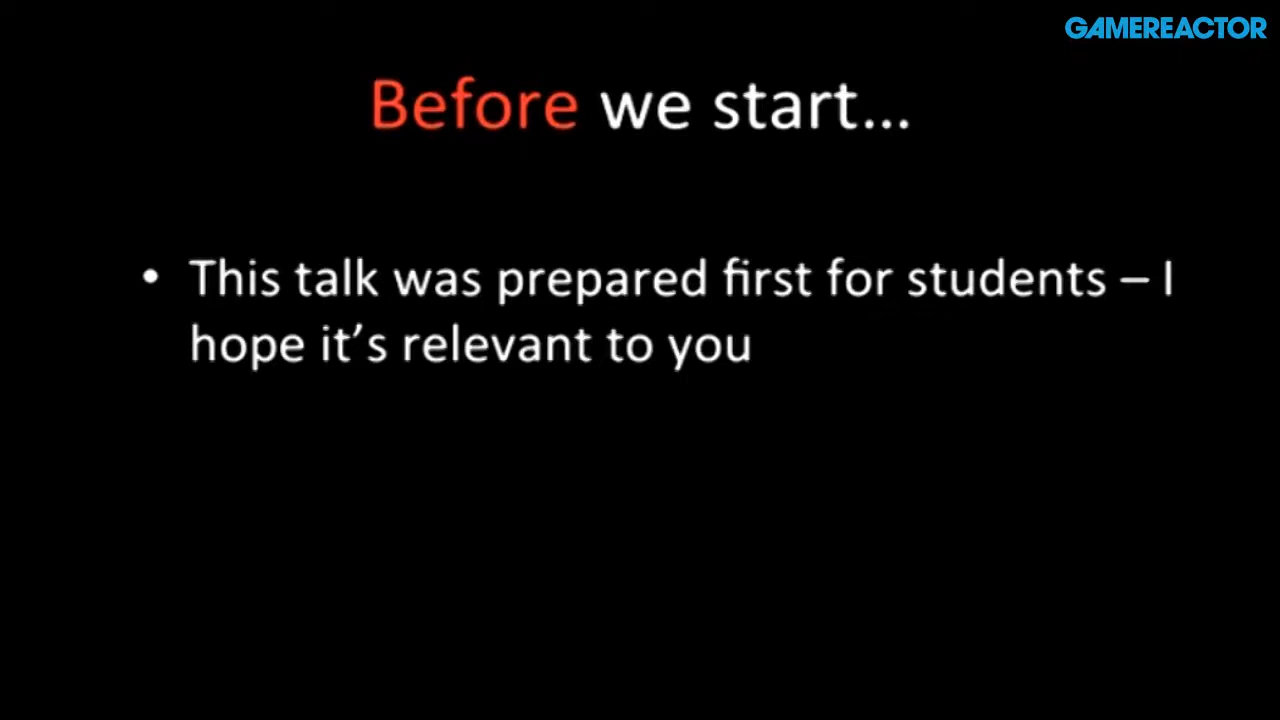 GAMEREACTOR
Before we start...
• This talk was prepared first for students – I
hope it’s relevant to you